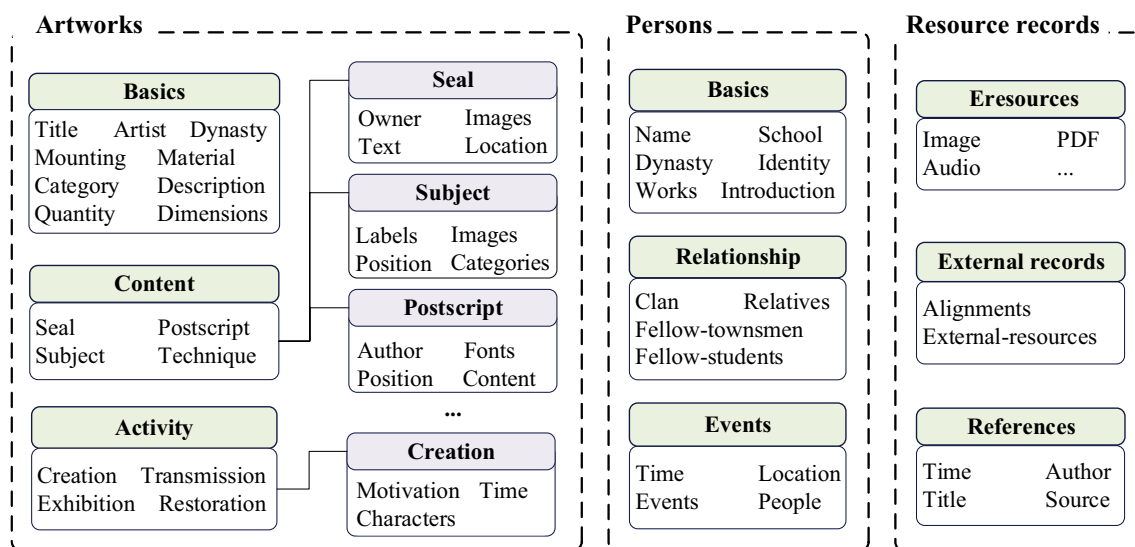 Artworks
Basics
Title Artist Dynasty
Mounting Material
Category Description
Quantity Dimensions
Content
Seal Postscript
Subject Technique
Activity
Creation Transmission
Exhibition Restoration
Seal
Owner Images
Text Location
Subject
Labels Images
Position Categories
Postscript
Author Fonts
Position Content
...
Creation
Motivation Time
Characters
Persons
Basics
Name School
Dynasty Identity
Works Introduction
Relationship
Clan Relatives
Fellow-townsmen
Fellow-students
Events
Time Location
Events People
Resource records
Eresources
Image PDF
Audio ...
External records
Alignments
External-resources
References
Time Author
Title Source